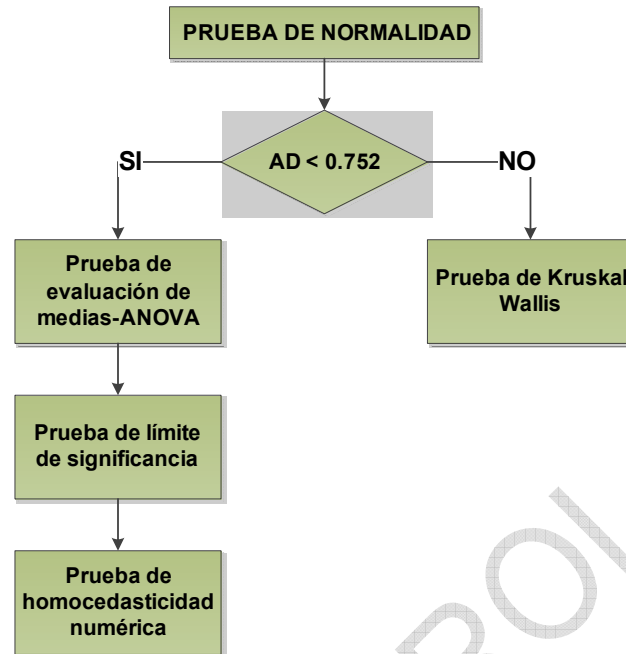 PRUEBA DE NORMALIDAD
AD < 0.752
SI
NO
Prueba de
evaluación de
medias-ANOVA
Prueba de Kruskal
Wallis
Prueba de límite
de significancia
Prueba de
homocedasticidad
numérica